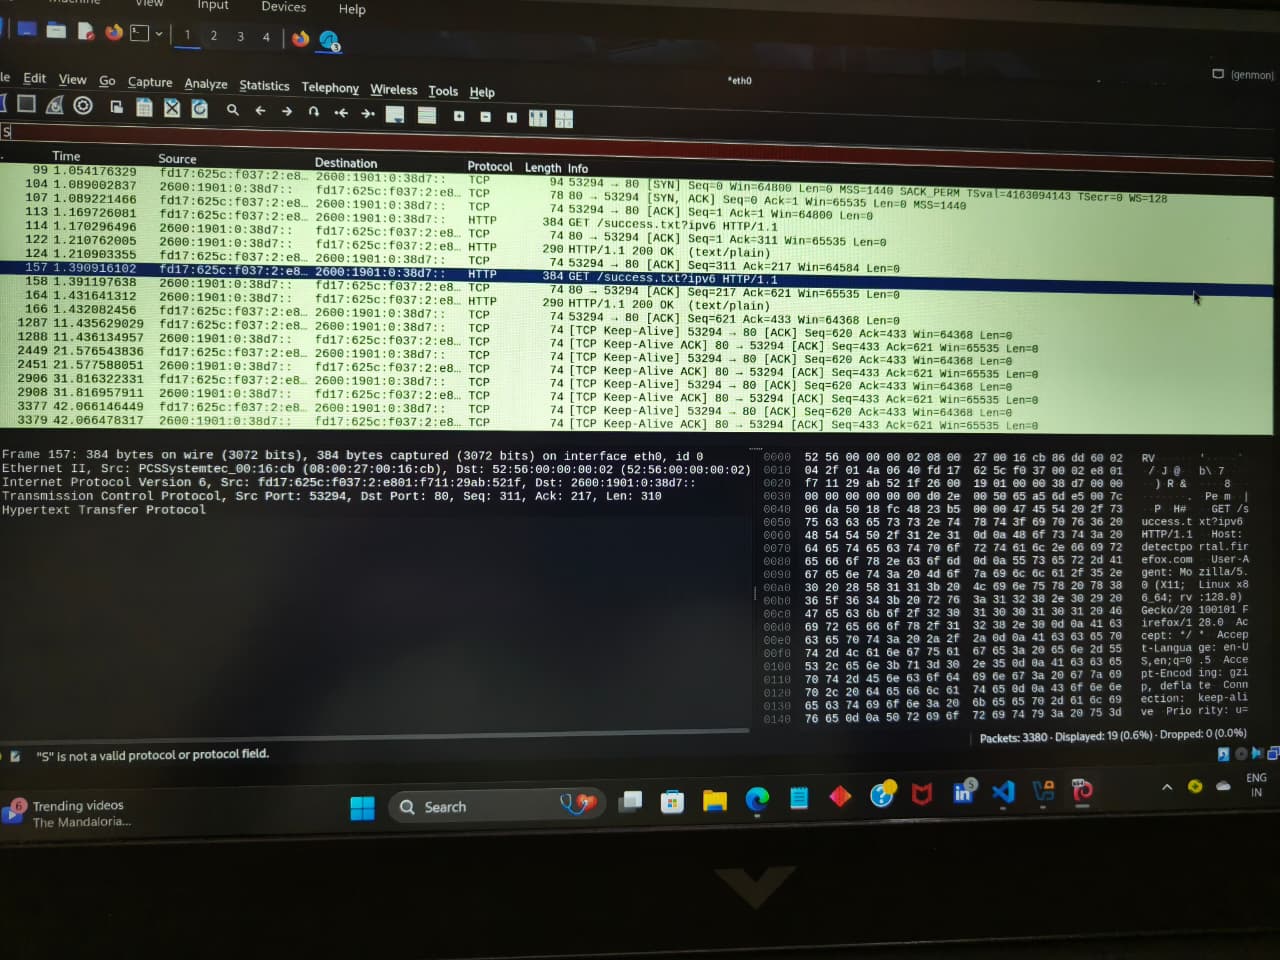 Machine View Input Devices Help
1 2 3 4 3
*eth0 (genmon)
Edit View Go Capture Analyze Statistics Telephony Wireless Tools Help
S
Time Source Destination Protocol Length Info
99 1.054176329 fd17:625c:f037:2:e8… 2600:1901:0:38d7:: TCP 94 53294 → 80 [SYN] Seq=0 Win=64800 Len=0 MSS=1440 SACK_PERM TSval=4163094143 TSecr=0 WS=128
104 1.089002837 2600:1901:0:38d7:: fd17:625c:f037:2:e8… TCP 78 80 → 53294 [SYN, ACK] Seq=0 Ack=1 Win=65535 Len=0 MSS=1440
107 1.089221466 fd17:625c:f037:2:e8… 2600:1901:0:38d7:: TCP 74 53294 → 80 [ACK] Seq=1 Ack=1 Win=64800 Len=0
113 1.169726081 fd17:625c:f037:2:e8… 2600:1901:0:38d7:: HTTP 384 GET /success.txt?ipv6 HTTP/1.1
114 1.170296496 2600:1901:0:38d7:: fd17:625c:f037:2:e8… TCP 74 80 → 53294 [ACK] Seq=1 Ack=311 Win=65535 Len=0
122 1.210762005 2600:1901:0:38d7:: fd17:625c:f037:2:e8… HTTP 290 HTTP/1.1 200 OK (text/plain)
124 1.210903355 fd17:625c:f037:2:e8… 2600:1901:0:38d7:: TCP 74 53294 → 80 [ACK] Seq=311 Ack=217 Win=64584 Len=0
157 1.390916102 fd17:625c:f037:2:e8… 2600:1901:0:38d7:: HTTP 384 GET /success.txt?ipv6 HTTP/1.1
158 1.391197638 2600:1901:0:38d7:: fd17:625c:f037:2:e8… TCP 74 80 → 53294 [ACK] Seq=217 Ack=621 Win=65535 Len=0
164 1.431641312 2600:1901:0:38d7:: fd17:625c:f037:2:e8… HTTP 290 HTTP/1.1 200 OK (text/plain)
166 1.432082456 fd17:625c:f037:2:e8… 2600:1901:0:38d7:: TCP 74 53294 → 80 [ACK] Seq=621 Ack=433 Win=64368 Len=0
1287 11.435629029 fd17:625c:f037:2:e8… 2600:1901:0:38d7:: TCP 74 [TCP Keep-Alive] 53294 → 80 [ACK] Seq=620 Ack=433 Win=64368 Len=0
1288 11.436134957 2600:1901:0:38d7:: fd17:625c:f037:2:e8… TCP 74 [TCP Keep-Alive ACK] 80 → 53294 [ACK] Seq=433 Ack=621 Win=65535 Len=0
2449 21.576543836 fd17:625c:f037:2:e8… 2600:1901:0:38d7:: TCP 74 [TCP Keep-Alive] 53294 → 80 [ACK] Seq=620 Ack=433 Win=64368 Len=0
2451 21.577588051 2600:1901:0:38d7:: fd17:625c:f037:2:e8… TCP 74 [TCP Keep-Alive ACK] 80 → 53294 [ACK] Seq=433 Ack=621 Win=65535 Len=0
2906 31.816322331 fd17:625c:f037:2:e8… 2600:1901:0:38d7:: TCP 74 [TCP Keep-Alive] 53294 → 80 [ACK] Seq=620 Ack=433 Win=64368 Len=0
2908 31.816957911 2600:1901:0:38d7:: fd17:625c:f037:2:e8… TCP 74 [TCP Keep-Alive ACK] 80 → 53294 [ACK] Seq=433 Ack=621 Win=65535 Len=0
3377 42.066146449 fd17:625c:f037:2:e8… 2600:1901:0:38d7:: TCP 74 [TCP Keep-Alive] 53294 → 80 [ACK] Seq=620 Ack=433 Win=64368 Len=0
3379 42.066478317 2600:1901:0:38d7:: fd17:625c:f037:2:e8… TCP 74 [TCP Keep-Alive ACK] 80 → 53294 [ACK] Seq=433 Ack=621 Win=65535 Len=0
Frame 157: 384 bytes on wire (3072 bits), 384 bytes captured (3072 bits) on interface eth0, id 0
Ethernet II, Src: PCSSystemtec_00:16:cb (08:00:27:00:16:cb), Dst: 52:56:00:00:00:02 (52:56:00:00:00:02)
Internet Protocol Version 6, Src: fd17:625c:f037:2:e801:f711:29ab:521f, Dst: 2600:1901:0:38d7::
Transmission Control Protocol, Src Port: 53294, Dst Port: 80, Seq: 311, Ack: 217, Len: 310
Hypertext Transfer Protocol
0000 52 56 00 00 00 02 08 00 27 00 16 cb 86 dd 60 02 RV ' `
0010 04 2f 01 4a 06 40 fd 17 62 5c f0 37 00 02 e8 01 / J @ b\ 7
0020 f7 11 29 ab 52 1f 26 00 19 01 00 00 38 d7 00 00 ) R & 8
0030 00 00 00 00 00 00 d0 2e 00 50 65 a5 6d e5 00 7c . Pe m |
0040 06 da 50 18 fc 48 23 b5 00 00 47 45 54 20 2f 73 P H# GET /s
0050 75 63 63 65 73 73 2e 74 78 74 3f 69 70 76 36 20 uccess.t xt?ipv6
0060 48 54 54 50 2f 31 2e 31 0d 0a 48 6f 73 74 3a 20 HTTP/1.1 Host:
0070 64 65 74 65 63 74 70 6f 72 74 61 6c 2e 66 69 72 detectpo rtal.fir
0080 65 66 6f 78 2e 63 6f 6d 0d 0a 55 73 65 72 2d 41 efox.com User-A
0090 67 65 6e 74 3a 20 4d 6f 7a 69 6c 6c 61 2f 35 2e gent: Mo zilla/5.
00a0 30 20 28 58 31 31 3b 20 4c 69 6e 75 78 20 78 38 0 (X11; Linux x8
00b0 36 5f 36 34 3b 20 72 76 3a 31 32 38 2e 30 29 20 6_64; rv :128.0)
00c0 47 65 63 6b 6f 2f 32 30 31 30 30 31 30 31 20 46 Gecko/20 100101 F
00d0 69 72 65 66 6f 78 2f 31 32 38 2e 30 0d 0a 41 63 irefox/1 28.0 Ac
00e0 63 65 70 74 3a 20 2a 2f 2a 0d 0a 41 63 63 65 70 cept: */ * Accep
00f0 74 2d 4c 61 6e 67 75 61 67 65 3a 20 65 6e 2d 55 t-Langua ge: en-U
0100 53 2c 65 6e 3b 71 3d 30 2e 35 0d 0a 41 63 63 65 S,en;q=0 .5 Acce
0110 70 74 2d 45 6e 63 6f 64 69 6e 67 3a 20 67 7a 69 pt-Encod ing: gzi
0120 70 2c 20 64 65 66 6c 61 74 65 0d 0a 43 6f 6e 6e p, defla te Conn
0130 65 63 74 69 6f 6e 3a 20 6b 65 65 70 2d 61 6c 69 ection: keep-ali
0140 76 65 0d 0a 50 72 69 6f 72 69 74 79 3a 20 75 3d ve Prio rity: u=
"S" is not a valid protocol or protocol field. Packets: 3380 · Displayed: 19 (0.6%) · Dropped: 0 (0.0%)
6 Trending videos
The Mandaloria...
Search
5
ENG
IN